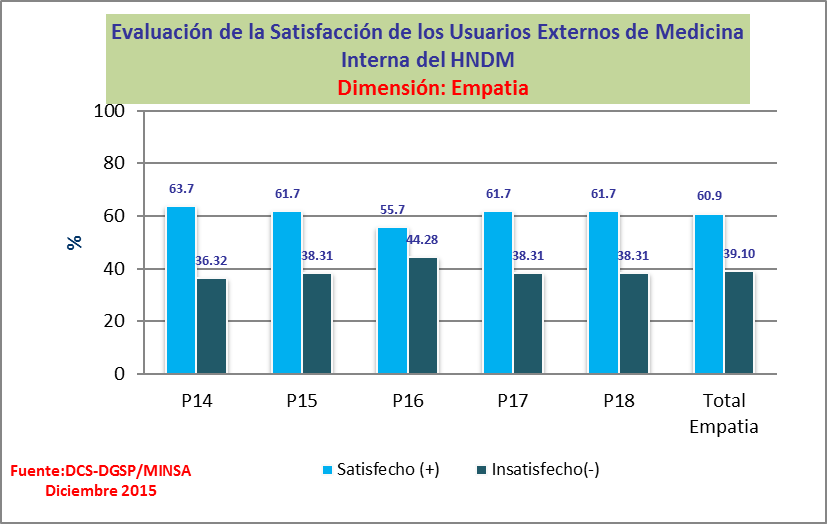 Evaluación de la Satisfacción de los Usuarios Externos de Medicina
Interna del HNDM
Dimensión: Empatia
100
80
60
40
20
0
%
63.7
36.32
61.7
38.31
55.7
44.28
61.7
38.31
61.7
38.31
60.9
39.10
P14
P15
P16
P17
P18
Total
Empatia
Satisfecho (+)
Insatisfecho(-)
Fuente:DCS-DGSP/MINSA
Diciembre 2015